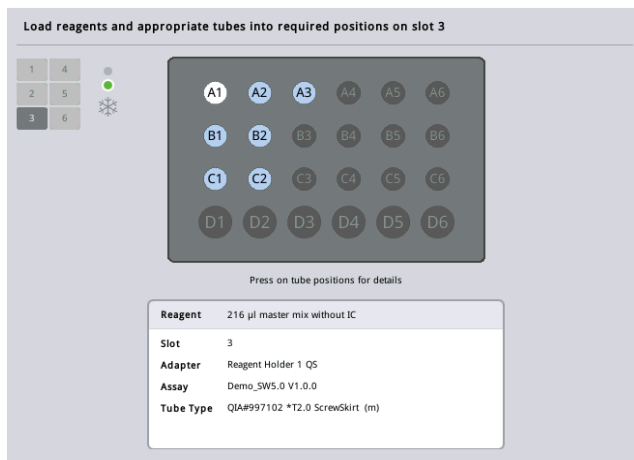 Load reagents and appropriate tubes into required positions on slot 3
1 4
2 5
3 6
A1 A2 A3 A4 A5 A6
B1 B2 B3 B4 B5 B6
C1 C2 C3 C4 C5 C6
D1 D2 D3 D4 D5 D6
Press on tube positions for details
Reagent 216 µl master mix without IC
Slot 3
Adapter Reagent Holder 1 QS
Assay Demo_SW5.0 V1.0.0
Tube Type QIA#997102 *T2.0 ScrewSkirt (m)